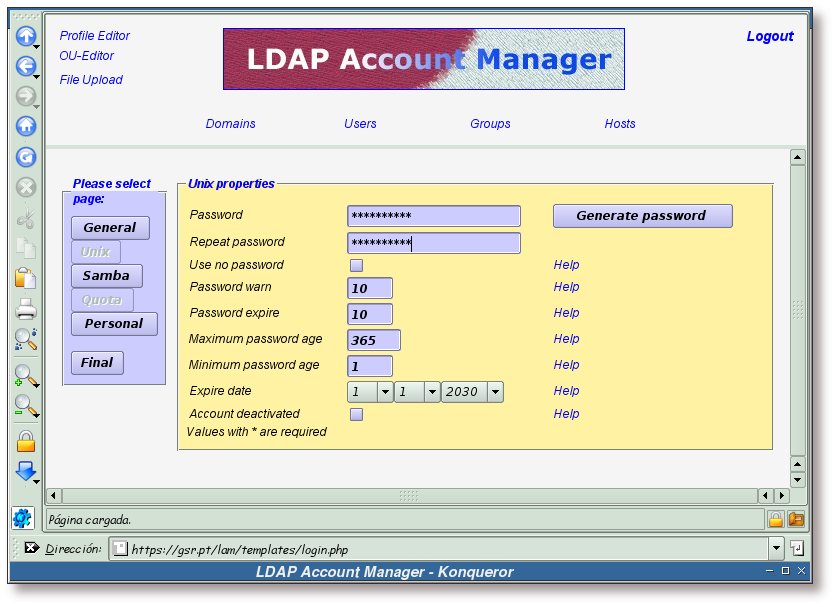 Profile Editor
OU-Editor
File Upload
LDAP Account Manager
Logout
Domains Users Groups Hosts
Please select
page:
General
Unix
Samba
Quota
Personal
Final
Unix properties
Password ********** Generate password
Repeat password **********
Use no password Help
Password warn 10 Help
Password expire 10 Help
Maximum password age 365 Help
Minimum password age 1 Help
Expire date 1 1 2030 Help
Account deactivated Help
Values with * are required
Página cargada.
Dirección: https://gsr.pt/lam/templates/login.php
LDAP Account Manager - Konqueror